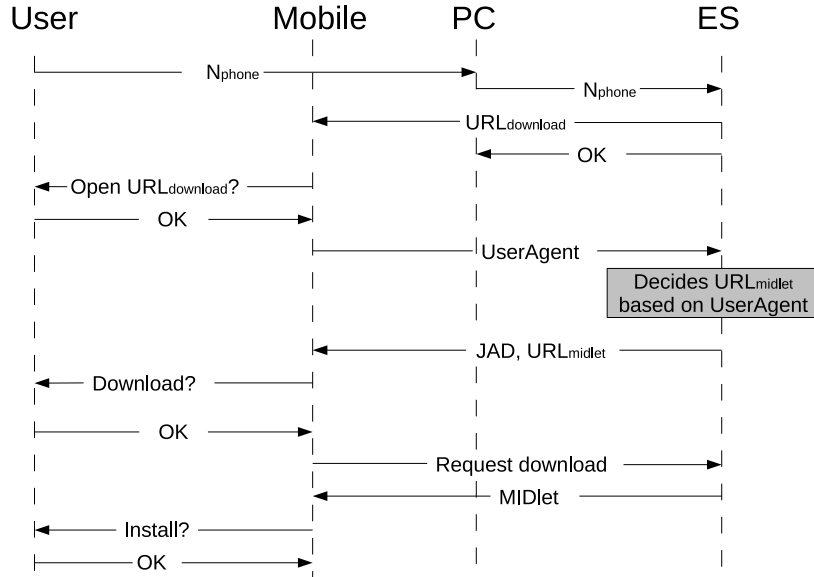 User Mobile PC ES
Nphone
Nphone
URLdownload
OK
Open URLdownload?
OK
UserAgent
Decides URLmidlet
based on UserAgent
JAD, URLmidlet
Download?
OK
Request download
MIDlet
Install?
OK